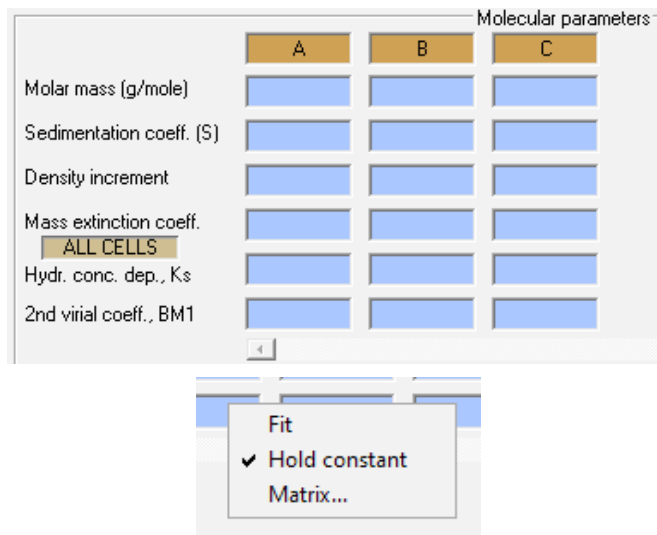 Molecular parameters
A B C
Molar mass (g/mole)
Sedimentation coeff. (S)
Density increment
Mass extinction coeff.
ALL CELLS
Hydr. conc. dep., Ks
2nd virial coeff., BM1
Fit
Hold constant
Matrix...